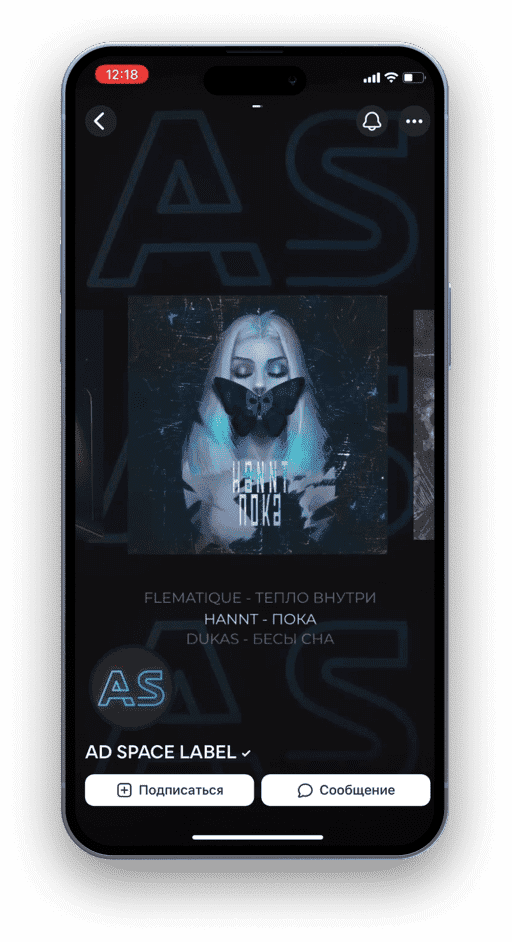 12:18
AS
HANNT
ПОКА
FLEMATIQUE - ТЕПЛО ВНУТРИ
HANNT - ПОКА
DUKAS - БЕСЫ СНА
AS
AS
AD SPACE LABEL
Подписаться
Сообщение